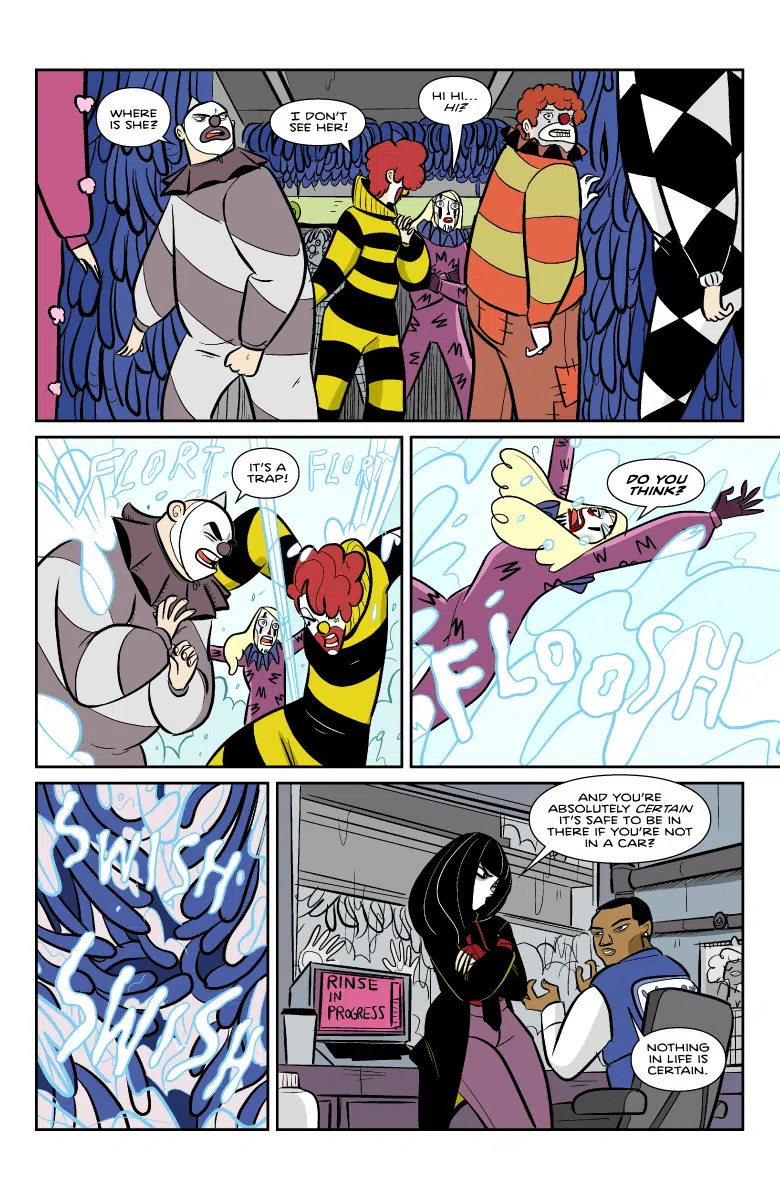 WHERE
IS SHE?
I DON'T
SEE HER!
HI HI...
HI?
FLORT
IT'S A
TRAP!
FLORT
DO YOU
THINK?
FLOOSH
SWISH
SWISH
AND YOU'RE
ABSOLUTELY CERTAIN
IT'S SAFE TO BE IN
THERE IF YOU'RE NOT
IN A CAR?
RINSE
IN
PROGRESS
NOTHING
IN LIFE IS
CERTAIN.